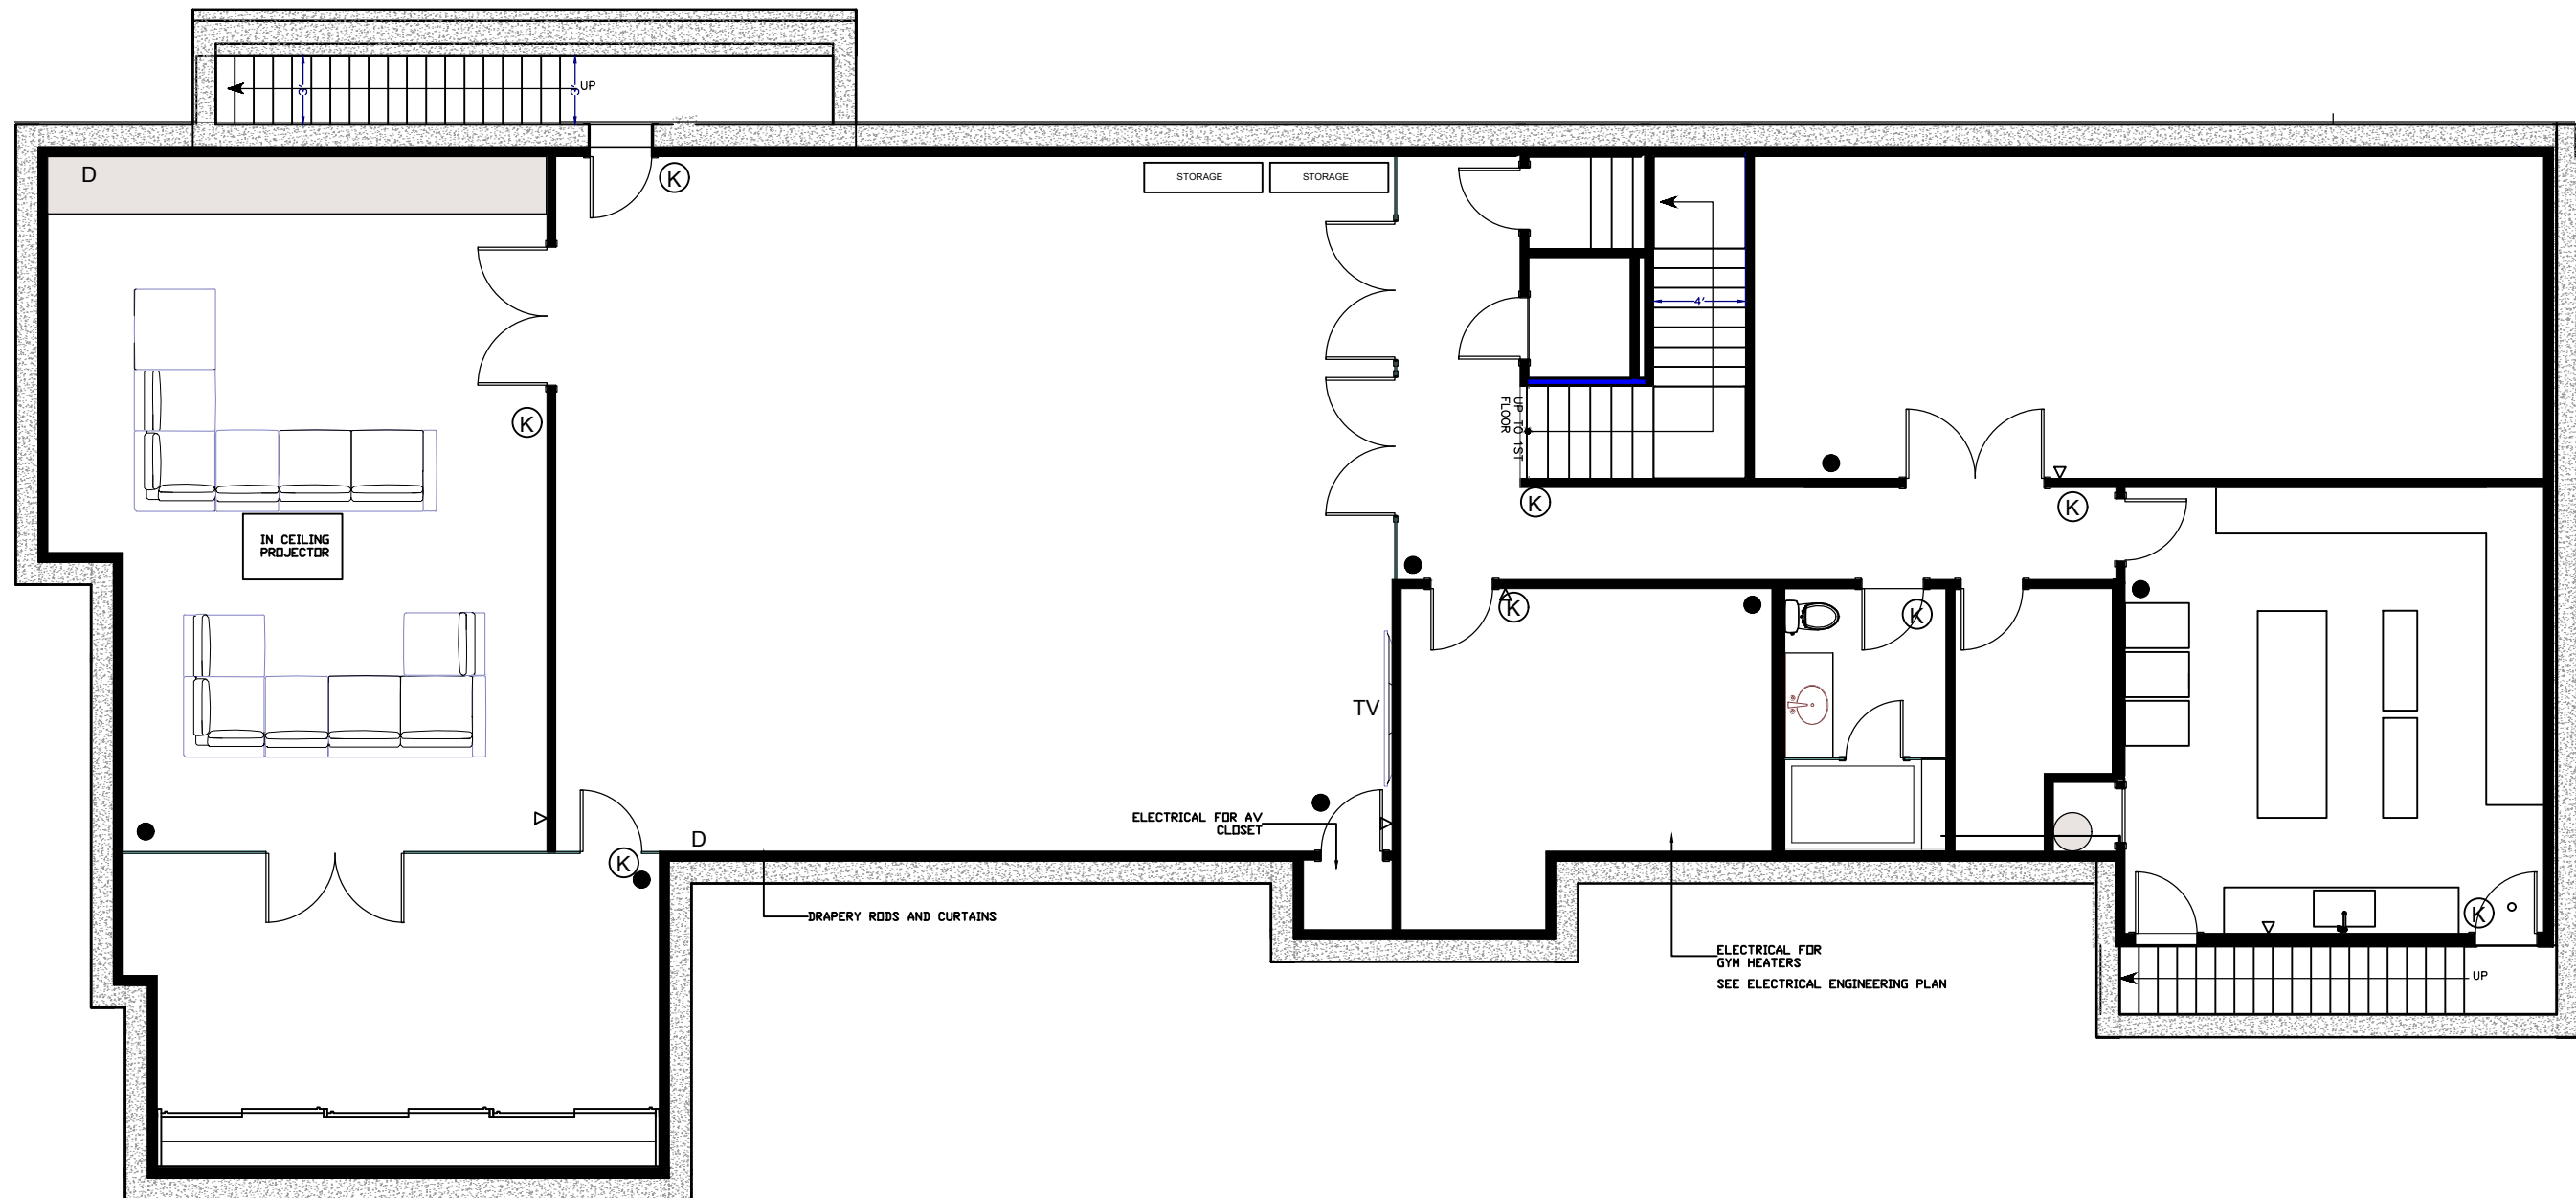 3'
3'
UP
D
K
STORAGE
STORAGE
4'
UP TO 1ST
FLOOR
K
K
K
K
IN CEILING
PROJECTOR
K
K
TV
ELECTRICAL FOR AV
CLOSET
D
K
DRAPERY RODS AND CURTAINS
K
ELECTRICAL FOR
GYM HEATERS
SEE ELECTRICAL ENGINEERING PLAN
UP